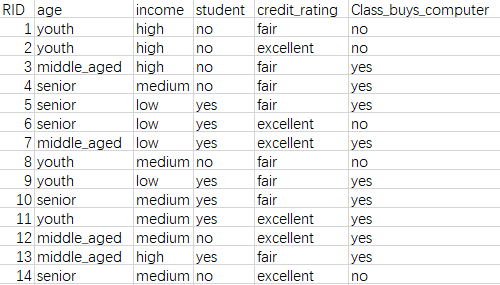 RID age income student credit_rating Class_buys_computer
1 youth high no fair no
2 youth high no excellent no
3 middle_aged high no fair yes
4 senior medium no fair yes
5 senior low yes fair yes
6 senior low yes excellent no
7 middle_aged low yes excellent yes
8 youth medium no fair no
9 youth low yes fair yes
10 senior medium yes fair yes
11 youth medium yes excellent yes
12 middle_aged medium no excellent yes
13 middle_aged high yes fair yes
14 senior medium no excellent no